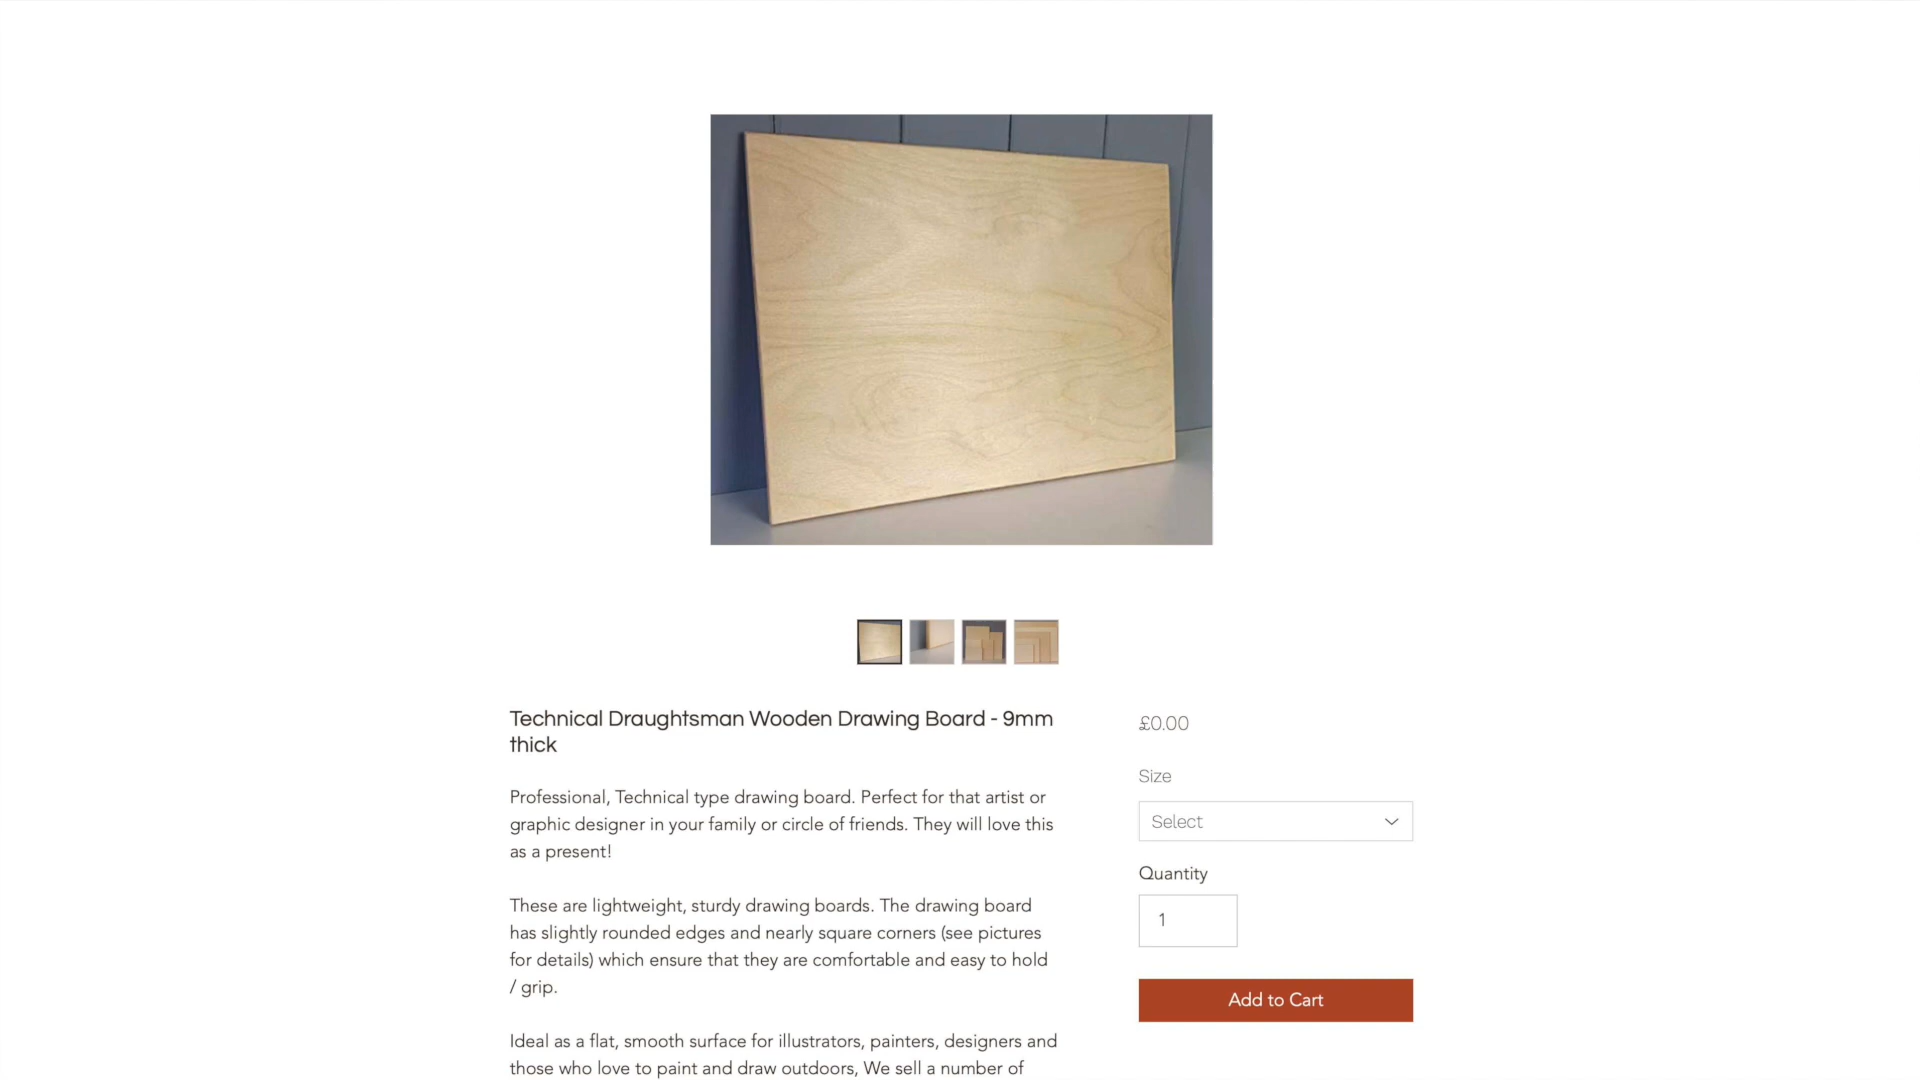 Technical Draughtsman Wooden Drawing Board - 9mm
thick
Professional, Technical type drawing board. Perfect for that artist or
graphic designer in your family or circle of friends. They will love this
as a present!
These are lightweight, sturdy drawing boards. The drawing board
has slightly rounded edges and nearly square corners (see pictures
for details) which ensure that they are comfortable and easy to hold
/ grip.
Ideal as a flat, smooth surface for illustrators, painters, designers and
those who love to paint and draw outdoors, We sell a number of
£0.00
Size
Select
Quantity
1
Add to Cart